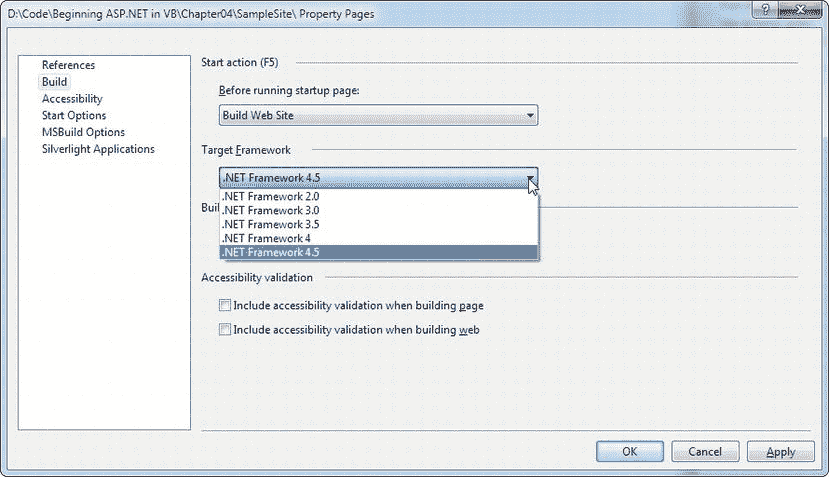 D:\Code\Beginning ASP.NET in VB\Chapter04\SampleSite\ Property Pages
References
Build
Accessibility
Start Options
MSBuild Options
Silverlight Applications
Start action (F5)
Before running startup page:
Build Web Site
Target Framework
.NET Framework 4.5
.NET Framework 2.0
.NET Framework 3.0
.NET Framework 3.5
.NET Framework 4
.NET Framework 4.5
Buil
Accessibility validation
Include accessibility validation when building page
Include accessibility validation when building web
OK
Cancel
Apply